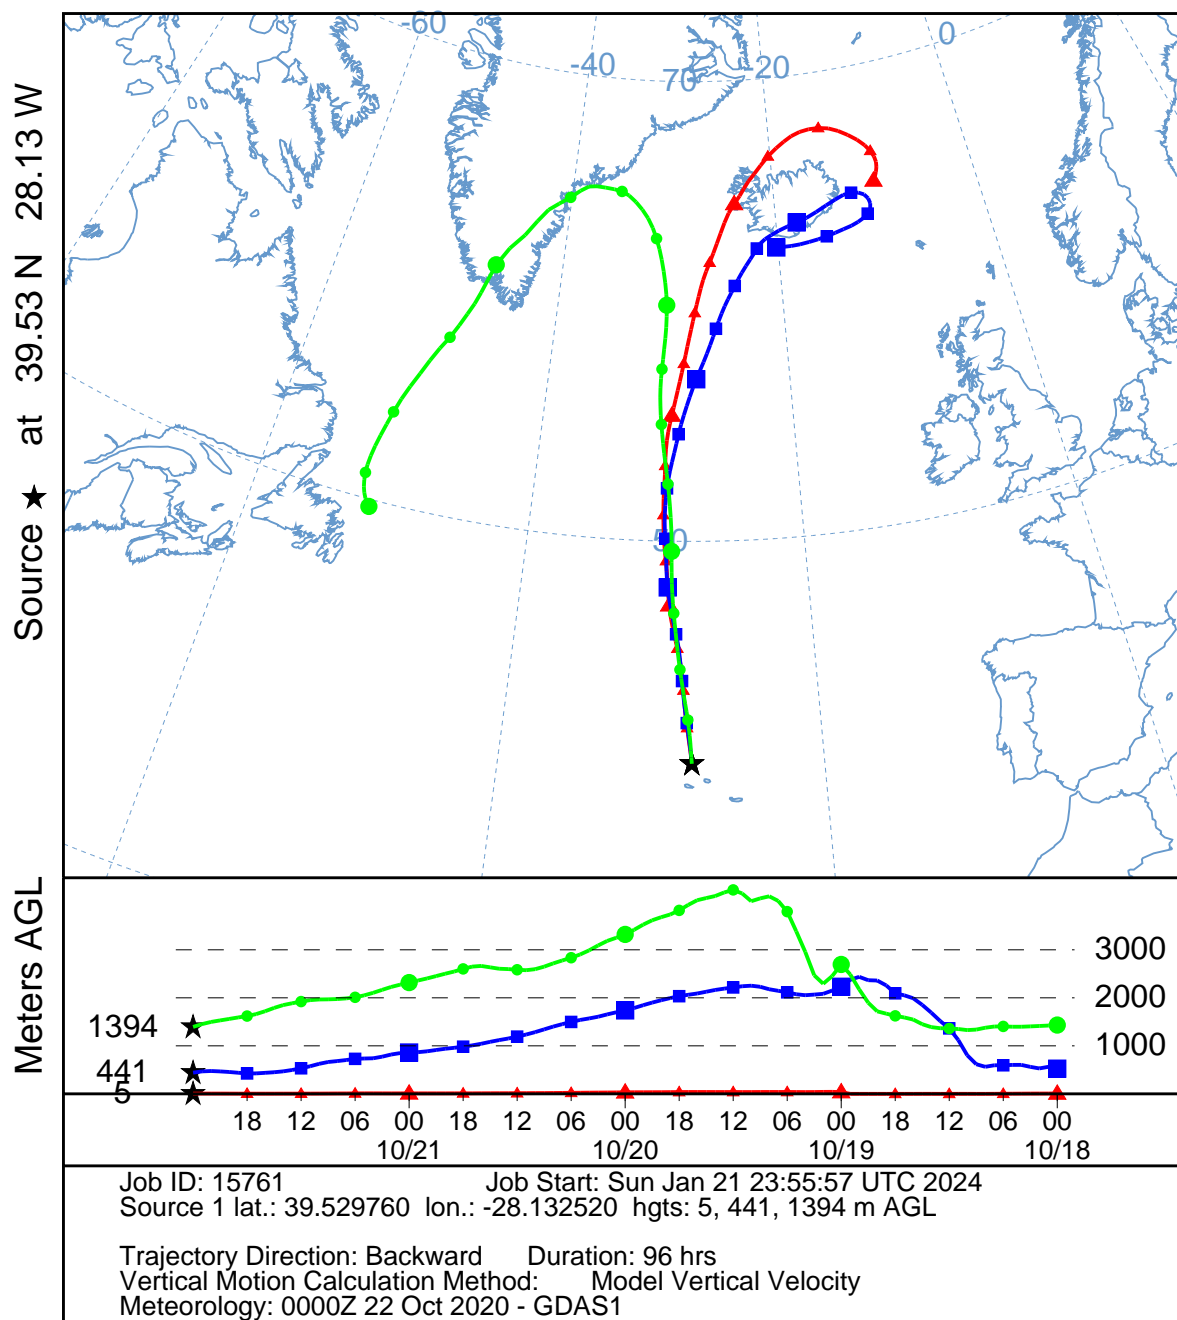 -60
-40
70
-20
0
50
Source ★ at 39.53 N 28.13 W
Meters AGL
3000
2000
1000
1394
441
5
18 12 06 00 18 12 06 00 18 12 06 00 18 12 06 00
10/21 10/20 10/19 10/18
Job ID: 15761 Job Start: Sun Jan 21 23:55:57 UTC 2024
Source 1 lat.: 39.529760 lon.: -28.132520 hgts: 5, 441, 1394 m AGL
Trajectory Direction: Backward Duration: 96 hrs
Vertical Motion Calculation Method: Model Vertical Velocity
Meteorology: 0000Z 22 Oct 2020 - GDAS1